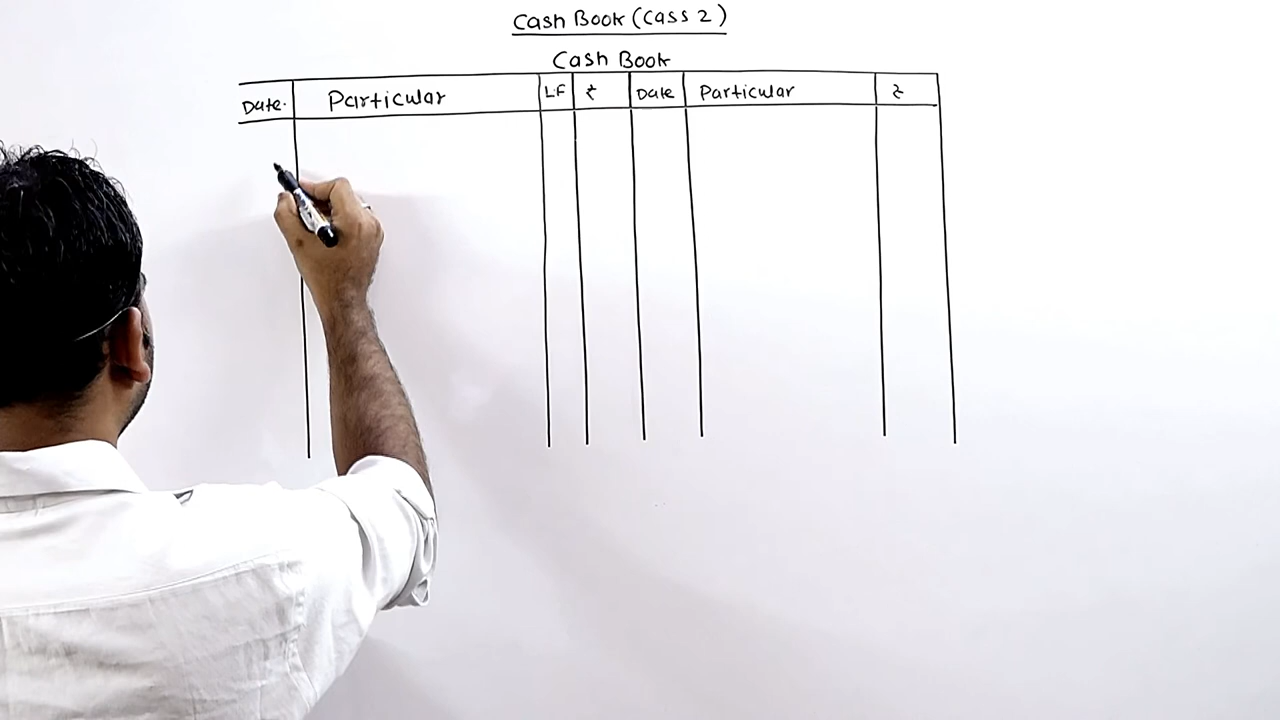 Cash Book (Cass 2)
Cash Book
Date. Particular LF ₹ Date Particular ₹